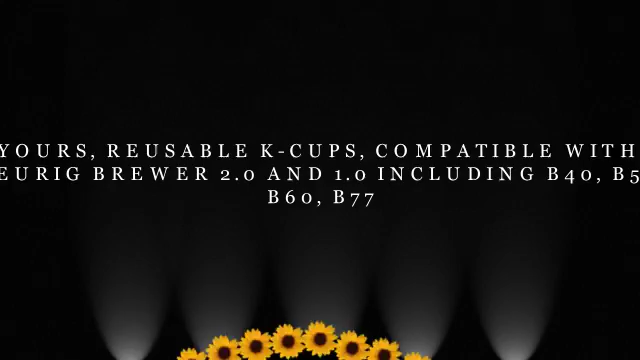 YOURS, REUSABLE K-CUPS, COMPATIBLE WITH
EURIG BREWER 2.0 AND 1.0 INCLUDING B40, B5
B60, B77